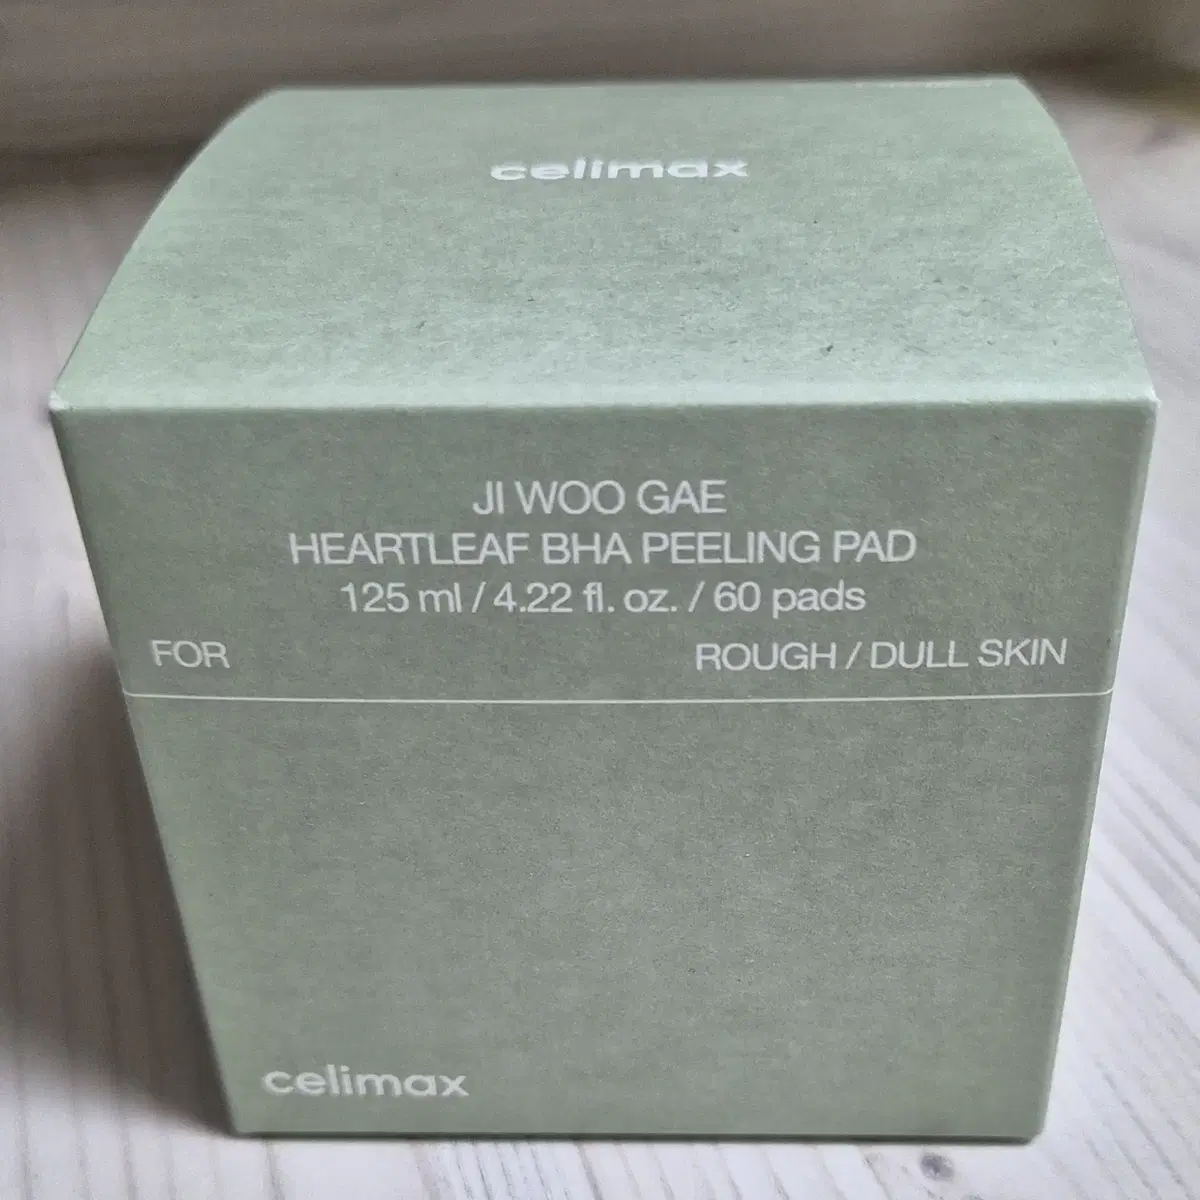 celimax
JI WOO GAE
HEARTLEAF BHA PEELING PAD
125 ml / 4.22 fl. oz. / 60 pads
FOR ROUGH / DULL SKIN
celimax